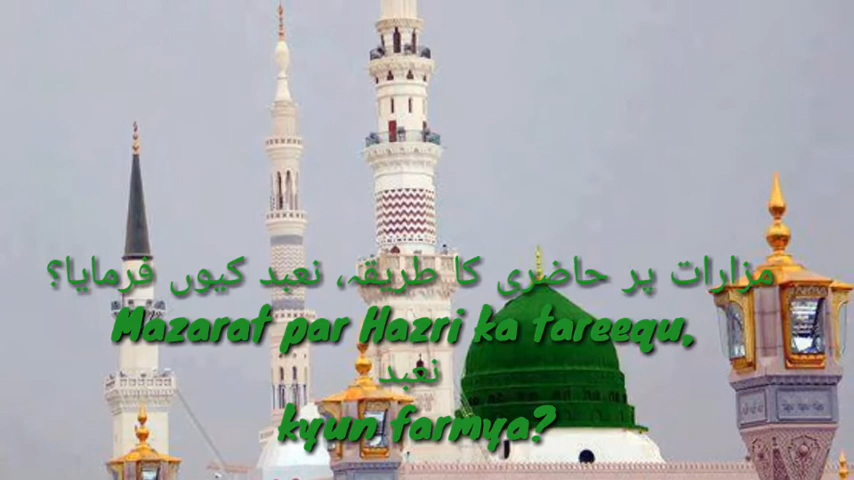 مزارات پر حاضری کا طریقہ، نعبد کیوں فرمایا؟
Mazarat par Hazri ka tareequ,
نعبد
kyun farmya?